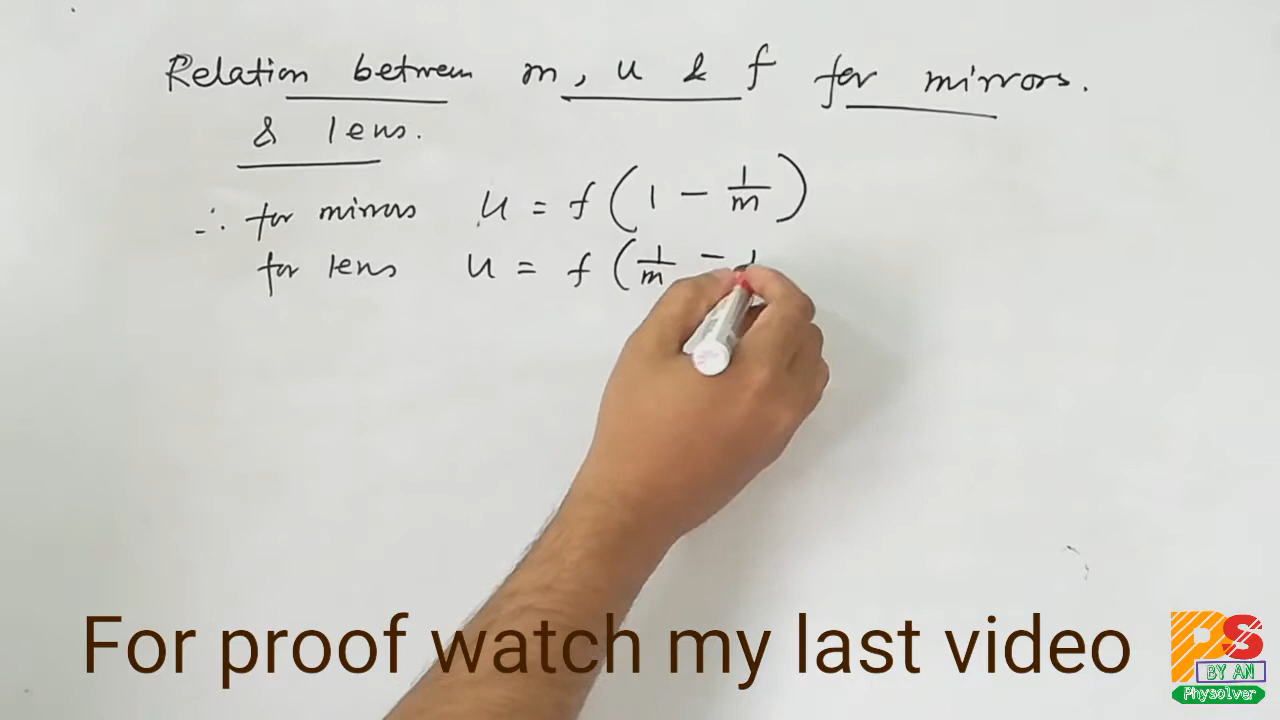 Relation between m, u & f for mirrors.
& lens.
∴ for mirrors u = f(1 - 1/m)
for lens u = f(1/m - 1
For proof watch my last video
PS
BY AN
Physolver